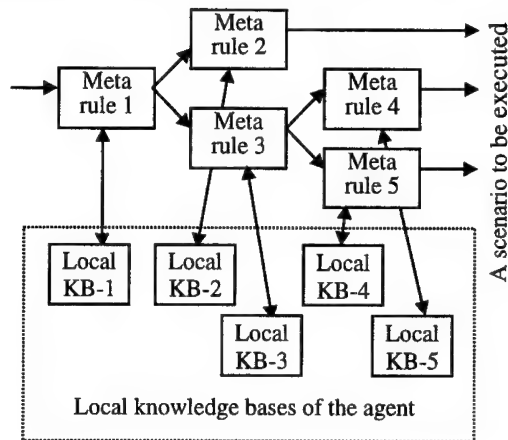 Meta
rule 1
Meta
rule 2
Meta
rule 3
Meta
rule 4
Meta
rule 5
A scenario to be executed
Local
KB-1
Local
KB-2
Local
KB-3
Local
KB-4
Local
KB-5
Local knowledge bases of the agent